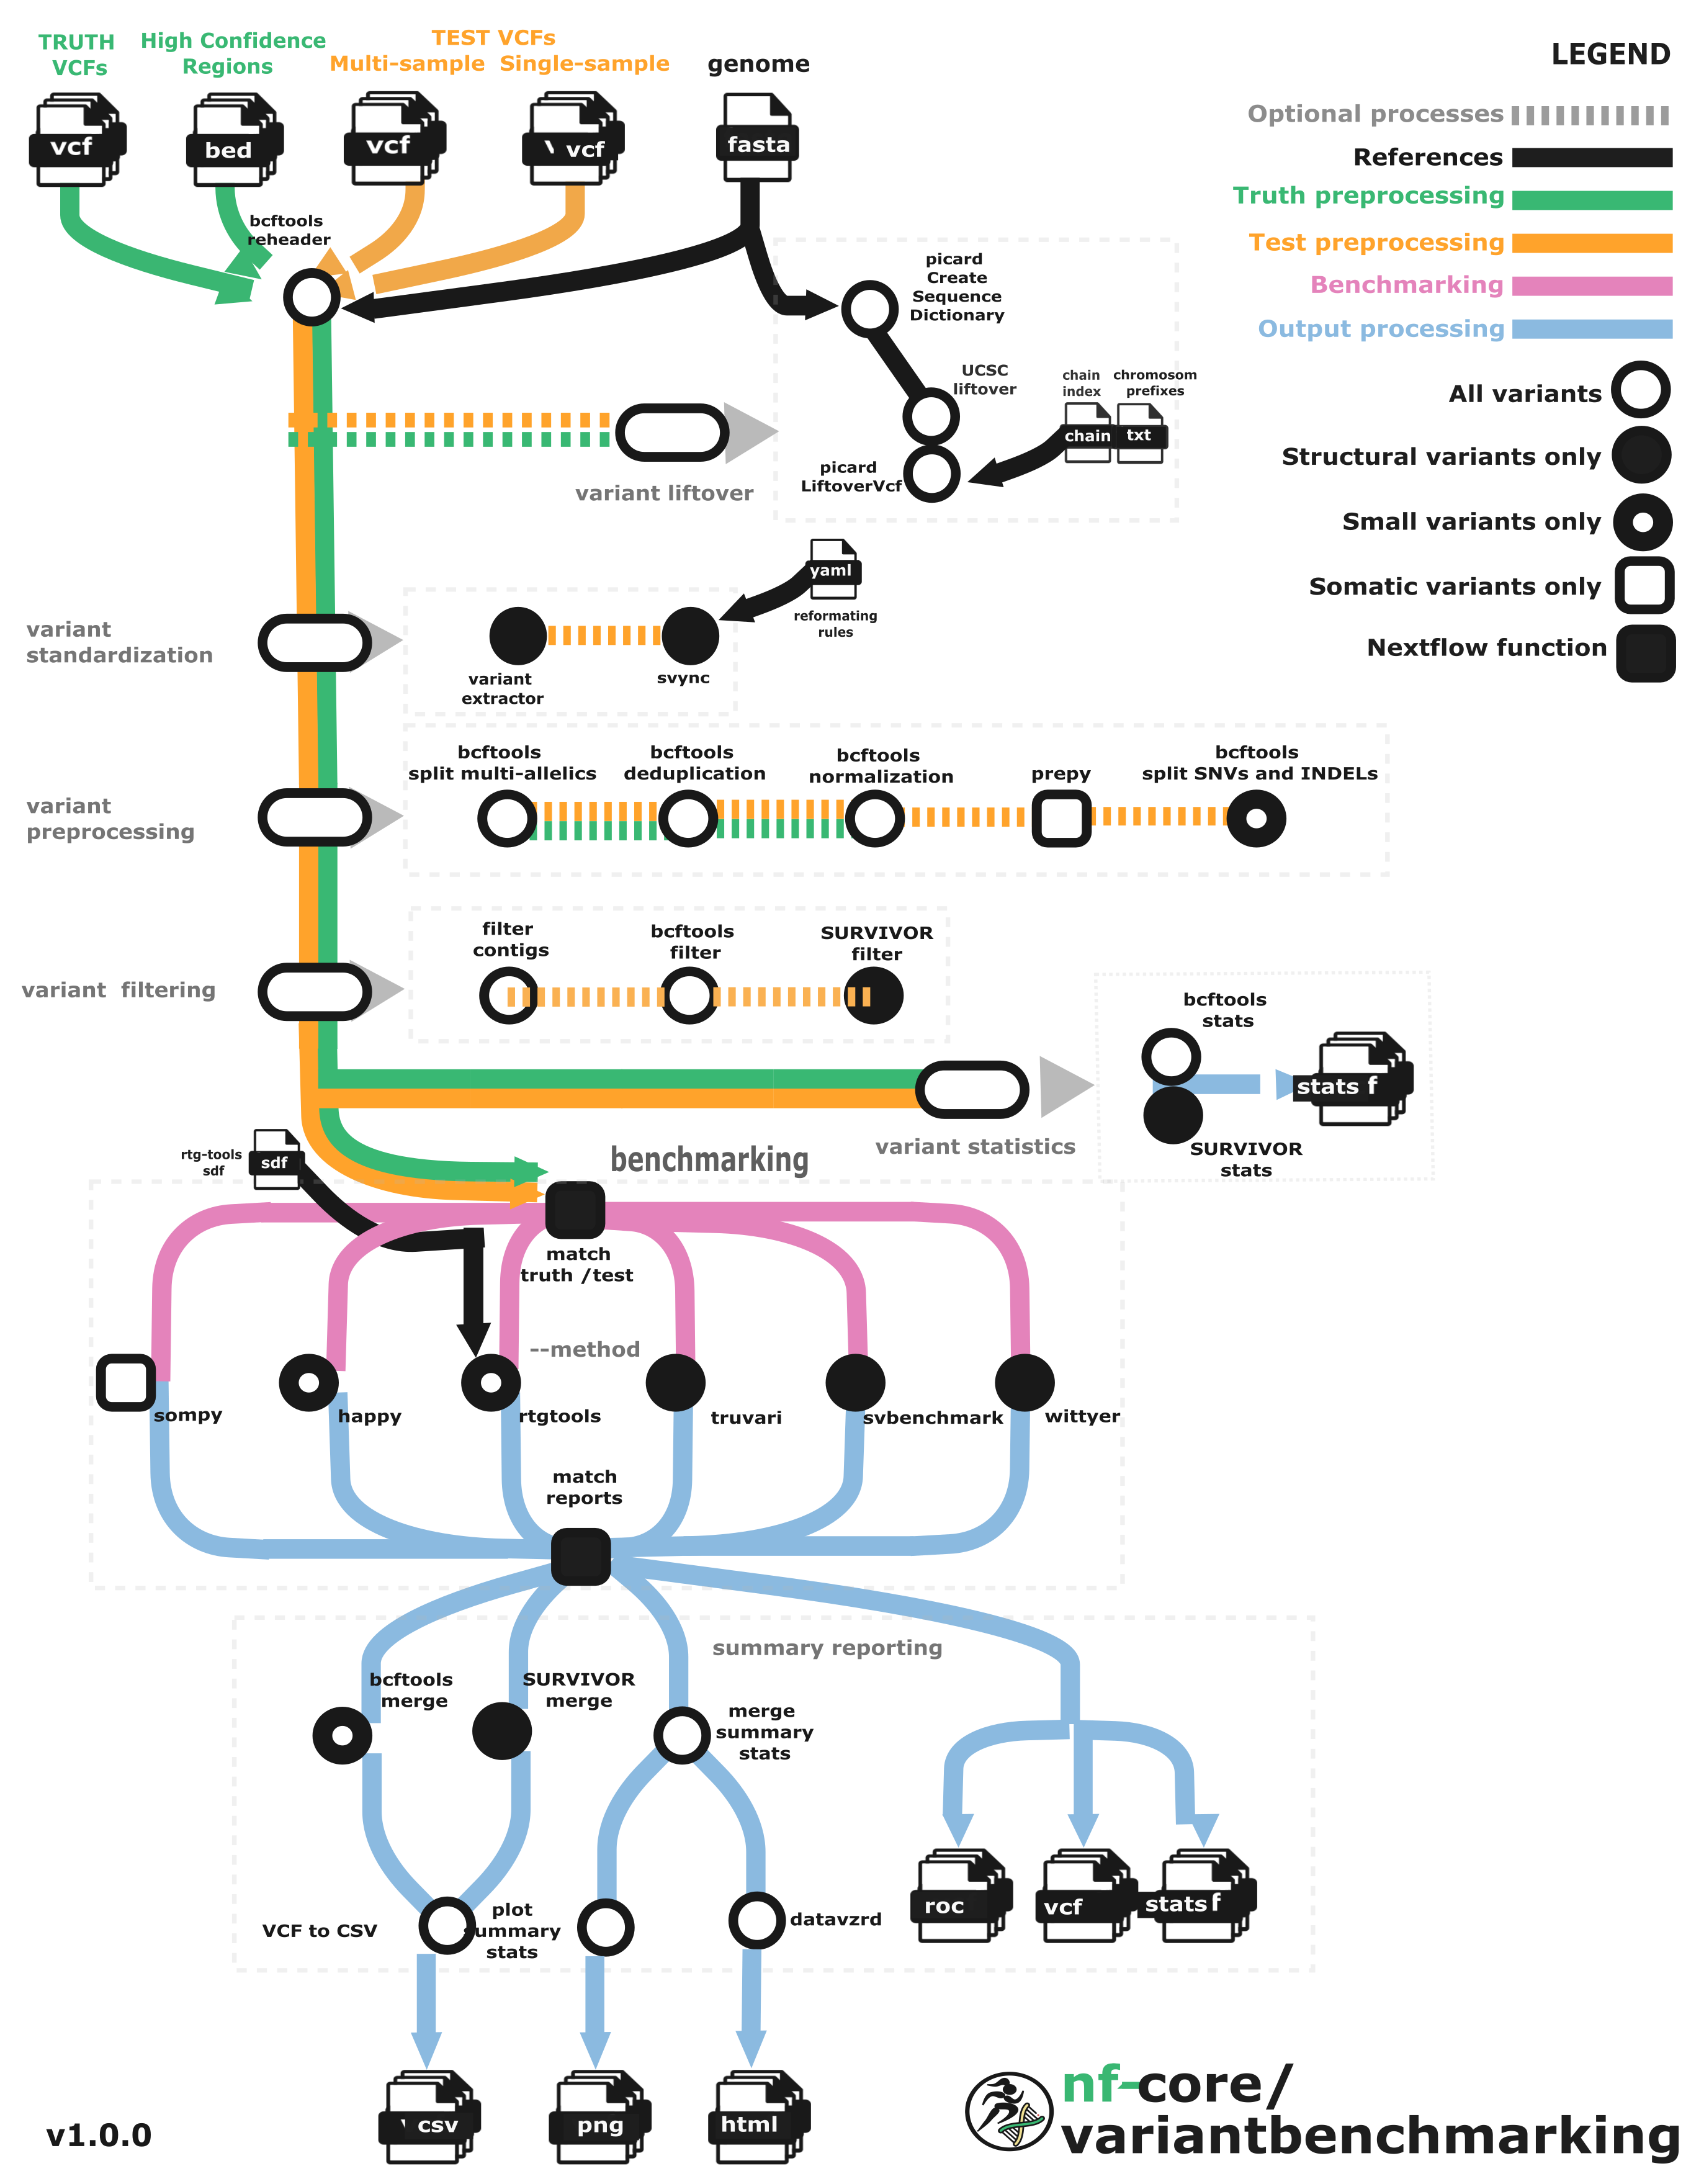 TRUTH
VCFs
High Confidence
Regions
TEST VCFs
Multi-sample Single-sample
genome
vcf
bed
vcf
vcf
fasta
bcftools
reheader
LEGEND
Optional processes
References
Truth preprocessing
Test preprocessing
Benchmarking
Output processing
All variants
Structural variants only
Small variants only
Somatic variants only
Nextflow function
picard
Create
Sequence
Dictionary
UCSC
liftover
chain
index
chromosom
prefixes
chain
txt
picard
LiftoverVcf
variant liftover
yaml
reformating
rules
variant
standardization
variant
extractor
svync
variant
preprocessing
bcftools
split multi-allelics
bcftools
deduplication
bcftools
normalization
prepy
bcftools
split SNVs and INDELs
variant filtering
filter
contigs
bcftools
filter
SURVIVOR
filter
bcftools
stats
stats f
SURVIVOR
stats
variant statistics
rtg-tools
sdf
sdf
benchmarking
match
truth /test
--method
sompy
happy
rtgtools
truvari
svbenchmark
wittyer
match
reports
summary reporting
bcftools
merge
SURVIVOR
merge
merge
summary
stats
VCF to CSV
plot
summary
stats
datavzrd
roc
vcf
stats f
csv
png
html
v1.0.0
nf-core/
variantbenchmarking